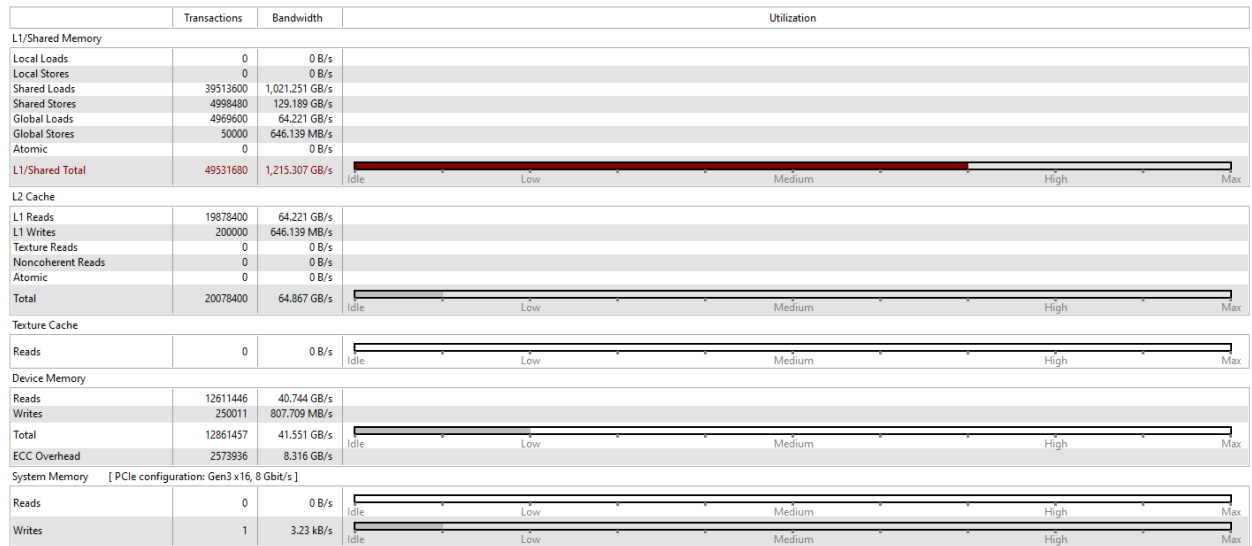 Transactions Bandwidth Utilization
L1/Shared Memory
Local Loads 0 0 B/s
Local Stores 0 0 B/s
Shared Loads 39513600 1,021.251 GB/s
Shared Stores 4998480 129.189 GB/s
Global Loads 4969600 64.221 GB/s
Global Stores 50000 646.139 MB/s
Atomic 0 0 B/s
L1/Shared Total 49531680 1,215.307 GB/s
Idle Low Medium High Max
L2 Cache
L1 Reads 19878400 64.221 GB/s
L1 Writes 200000 646.139 MB/s
Texture Reads 0 0 B/s
Noncoherent Reads 0 0 B/s
Atomic 0 0 B/s
Total 20078400 64.867 GB/s
Idle Low Medium High Max
Texture Cache
Reads 0 0 B/s
Idle Low Medium High Max
Device Memory
Reads 12611446 40.744 GB/s
Writes 250011 807.709 MB/s
Total 12861457 41.551 GB/s
Idle Low Medium High Max
ECC Overhead 2573936 8.316 GB/s
System Memory [ PCIe configuration: Gen3 x16, 8 Gbit/s ]
Reads 0 0 B/s
Idle Low Medium High Max
Writes 1 3.23 kB/s
Idle Low Medium High Max